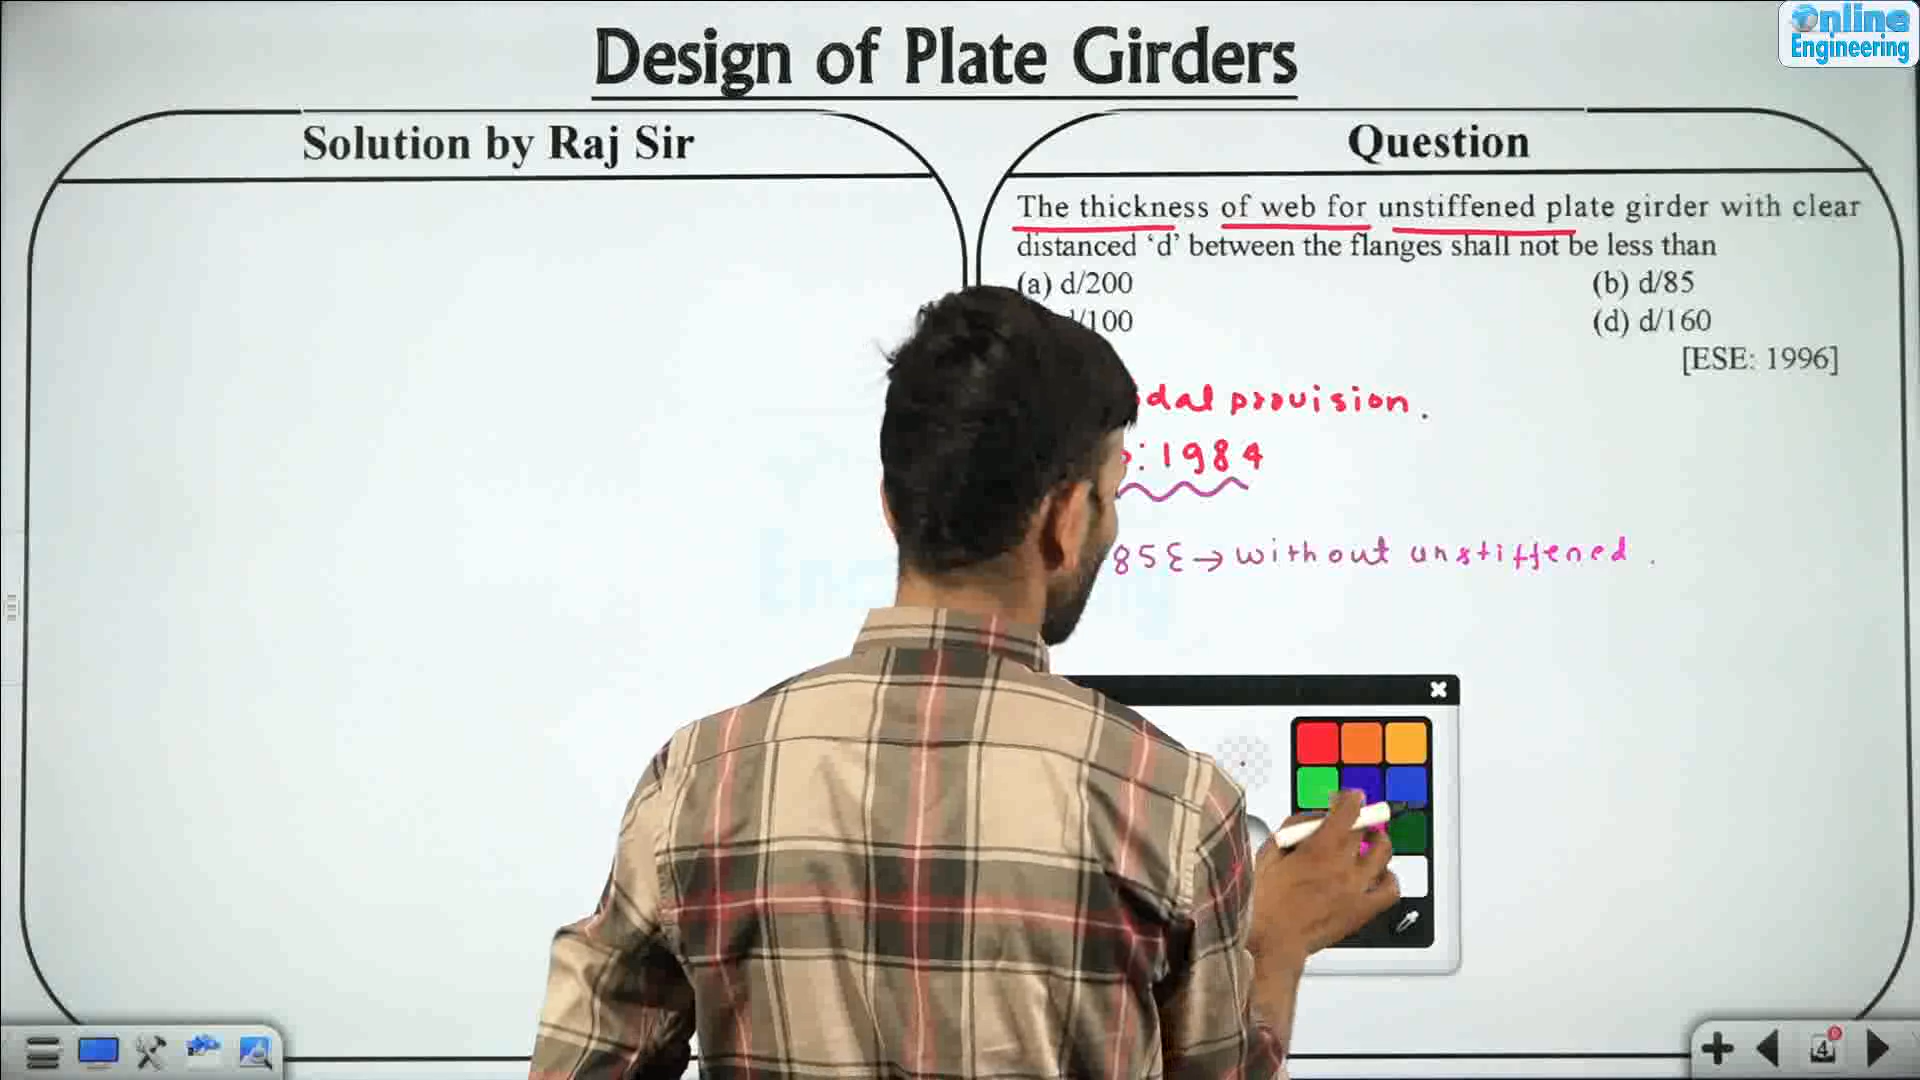 Design of Plate Girders
Online
Engineering
Solution by Raj Sir
Question
The thickness of web for unstiffened plate girder with clear
distanced ‘d’ between the flanges shall not be less than
(a) d/200
(b) d/85
d/100
(d) d/160
[ESE: 1996]
provision.
: 1984
85ε → without unstiffened.
4